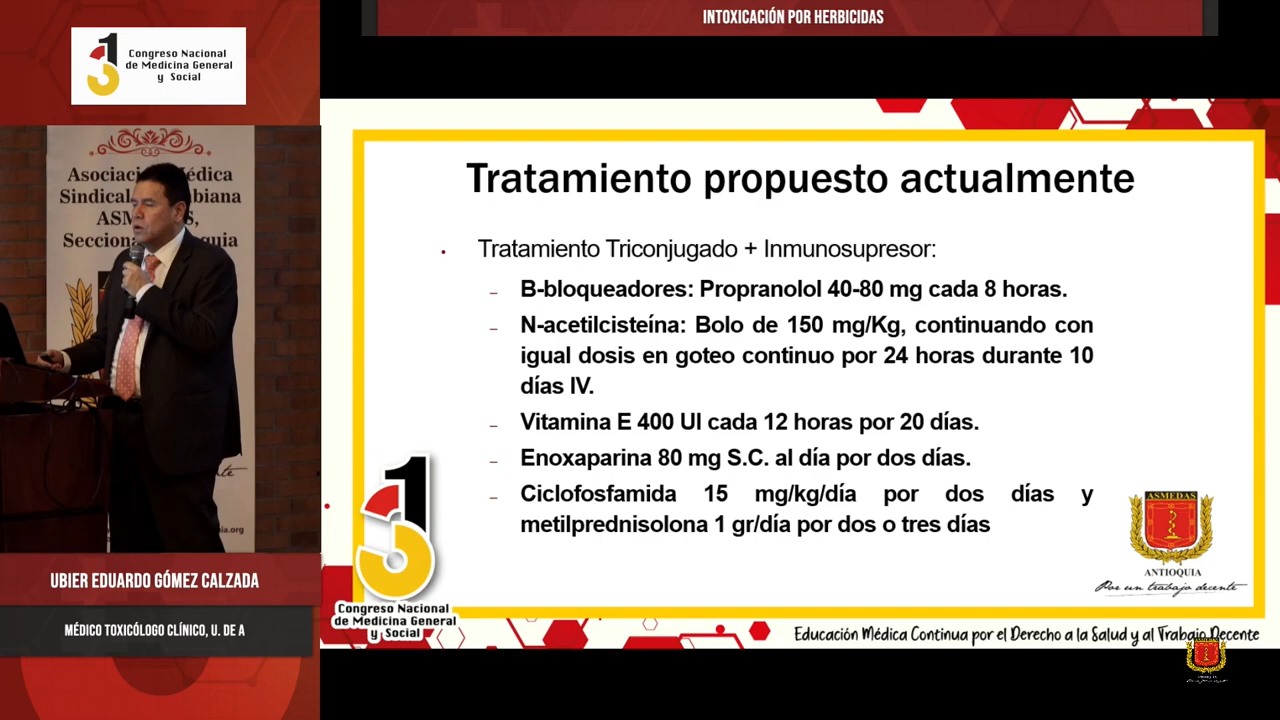 INTOXICACIÓN POR HERBICIDAS
31
Congreso Nacional
de Medicina General
y Social
Sindical
ASMEDAS,
Tratamiento propuesto actualmente
• Tratamiento Triconjugado + Inmunosupresor:
– B-bloqueadores: Propranolol 40-80 mg cada 8 horas.
– N-acetilcisteína: Bolo de 150 mg/Kg, continuando con
igual dosis en goteo continuo por 24 horas durante 10
días IV.
– Vitamina E 400 UI cada 12 horas por 20 días.
– Enoxaparina 80 mg S.C. al día por dos días.
– Ciclofosfamida 15 mg/kg/día por dos días y
metilprednisolona 1 gr/día por dos o tres días
ASMEDAS
ANTIOQUIA
Por un trabajo decente
Congreso Nacional
de Medicina General
y Social
Educación Médica Continua por el Derecho a la Salud y al Trabajo Decente
UBIER EDUARDO GÓMEZ CALZADA
MÉDICO TOXICÓLOGO CLÍNICO, U. DE A